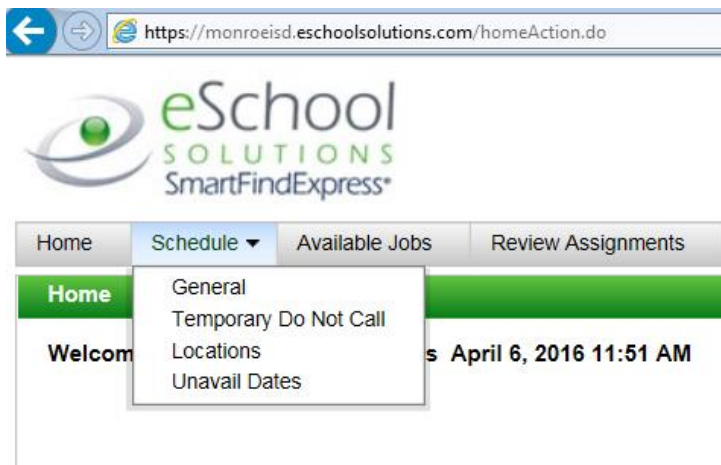 https://monroeisd.eschoolsolutions.com/homeAction.do
eSchool
SOLUTIONS
SmartFindExpress®
Home Schedule Available Jobs Review Assignments
General
Temporary Do Not Call
Locations
Unavail Dates
Home
Welcom s April 6, 2016 11:51 AM